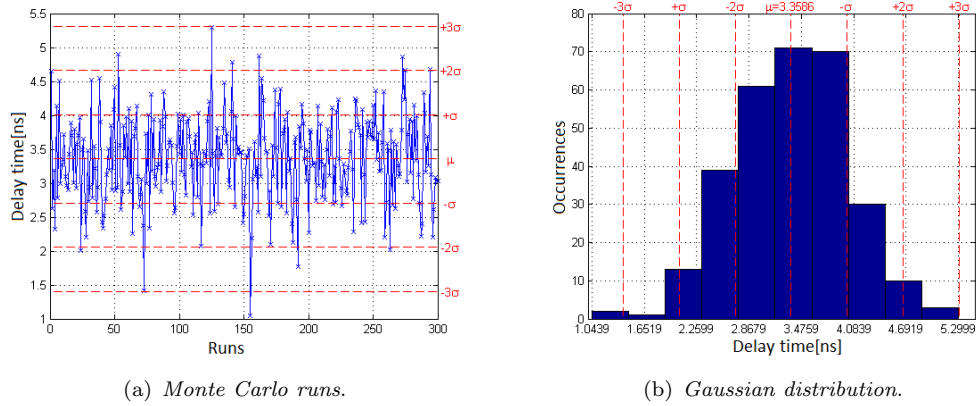 5.5
5
4.5
4
3.5
3
2.5
2
1.5
1
Delay time[ns]
+3σ
+2σ
+σ
μ
-σ
-2σ
-3σ
0 50 100 150 200 250 300
Runs
(a) Monte Carlo runs.
-3σ +σ -2σ μ=3.3586 -σ +2σ +3σ
80
70
60
50
40
30
20
10
0
Occurrences
1.0439 1.6519 2.2599 2.8679 3.4759 4.0839 4.6919 5.2999
Delay time[ns]
(b) Gaussian distribution.